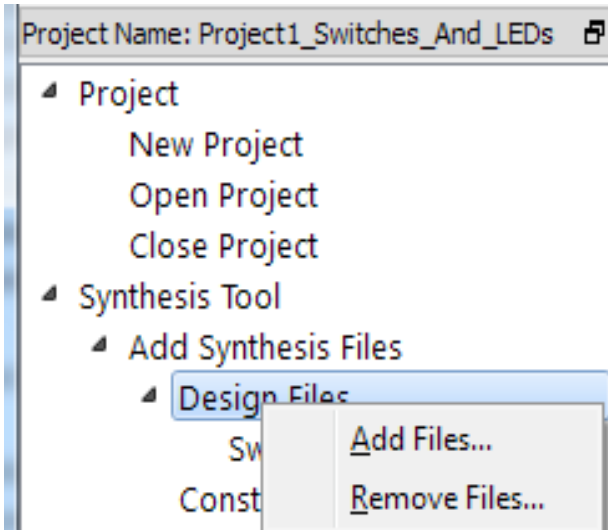 Project Name: Project1_Switches_And_LEDs
Project
New Project
Open Project
Close Project
Synthesis Tool
Add Synthesis Files
Design Files
Add Files...
Remove Files...